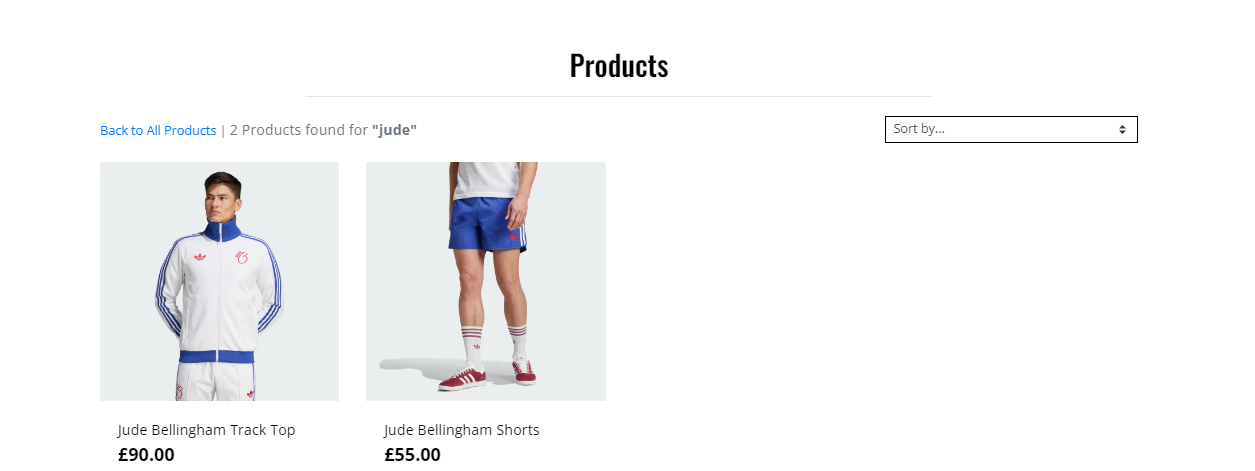 Products
Back to All Products | 2 Products found for "jude"
Sort by...
Jude Bellingham Track Top
£90.00
Jude Bellingham Shorts
£55.00